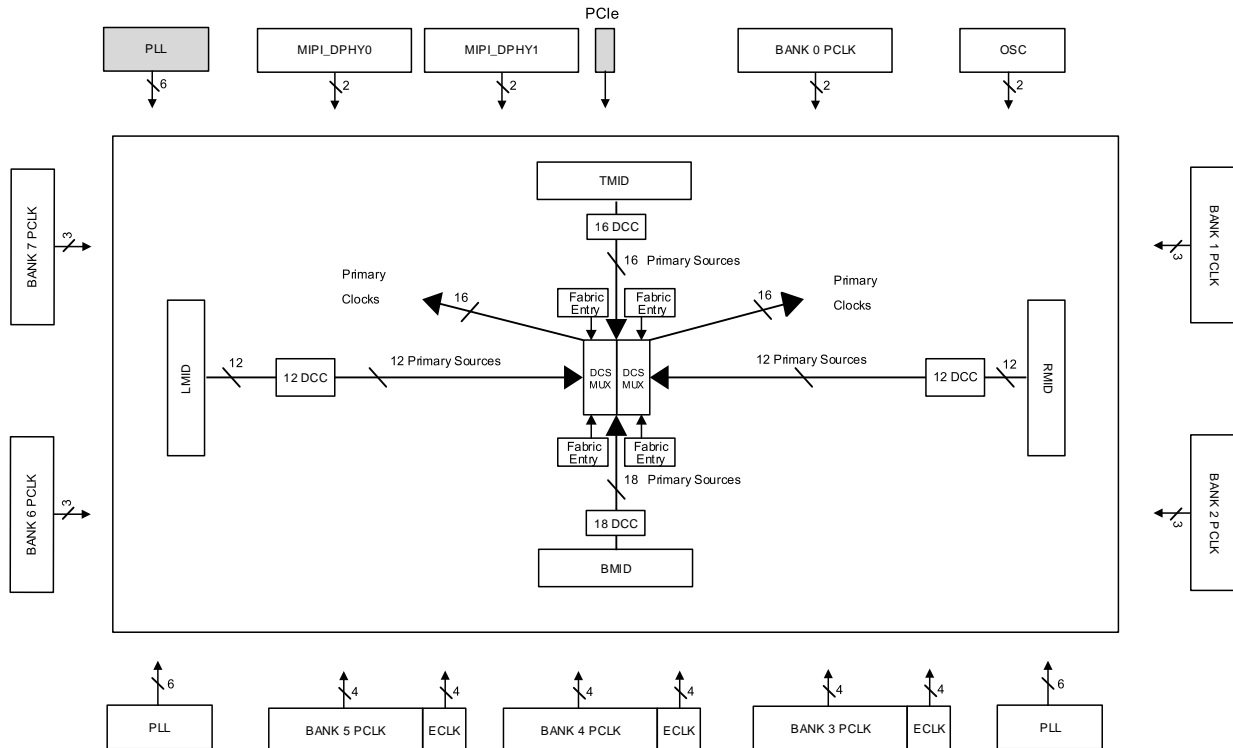 PCIe
PLL
MIPI_DPHY0
MIPI_DPHY1
BANK 0 PCLK
OSC
6
2
2
2
2
TMID
BANK 7 PCLK
3
BANK 1 PCLK
3
16 DCC
16 Primary Sources
Primary
Clocks
16
Fabric
Entry
Fabric
Entry
16
Primary
Clocks
LMID
12
12 DCC
12 Primary Sources
DCS
MUX
DCS
MUX
12 Primary Sources
12 DCC
12
RMID
Fabric
Entry
Fabric
Entry
18 Primary Sources
BANK 6 PCLK
3
BANK 2 PCLK
3
18 DCC
BMID
6
4
4
4
4
4
4
6
PLL
BANK 5 PCLK
ECLK
BANK 4 PCLK
ECLK
BANK 3 PCLK
ECLK
PLL